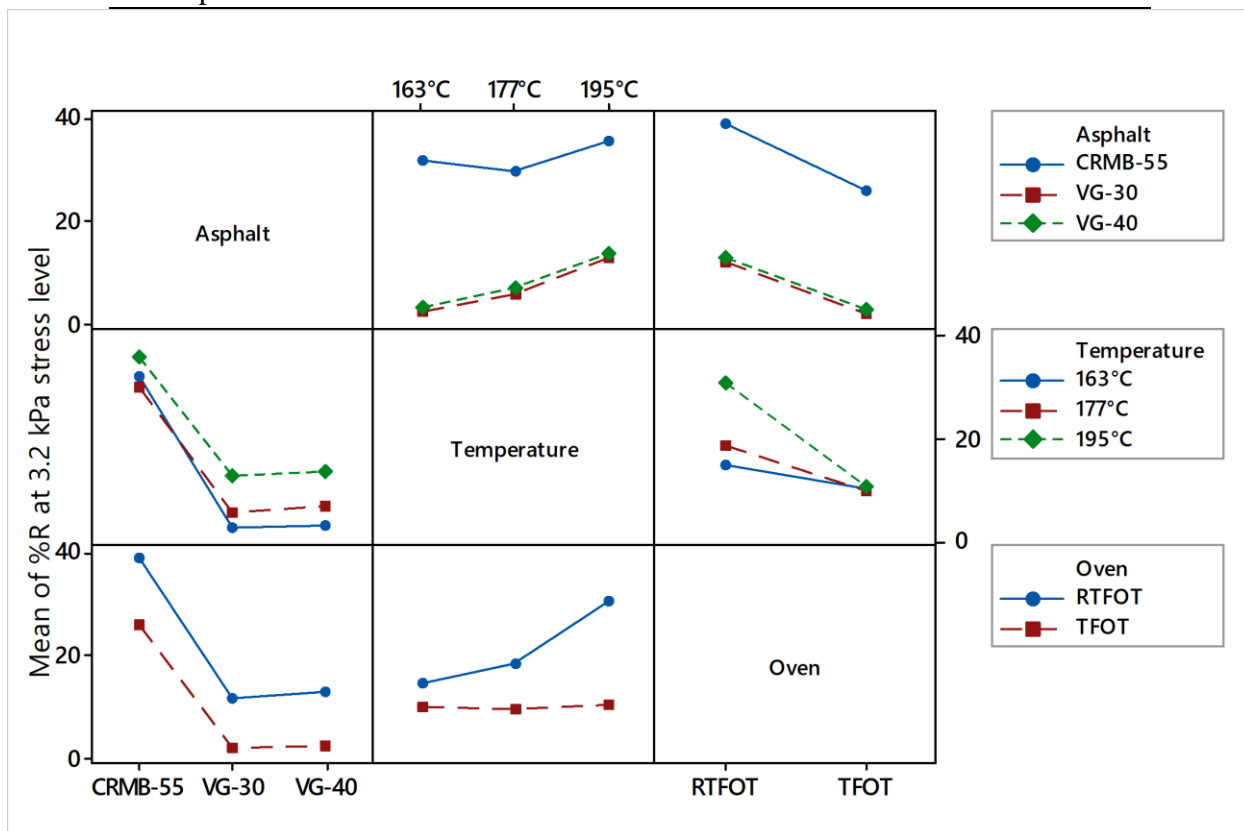 163°C 177°C 195°C
Mean of %R at 3.2 kPa stress level
40
20
0
Asphalt
Asphalt
CRMB-55
VG-30
VG-40
Temperature
40
20
0
Temperature
163°C
177°C
195°C
40
20
0
Oven
Oven
RTFOT
TFOT
CRMB-55 VG-30 VG-40
RTFOT TFOT